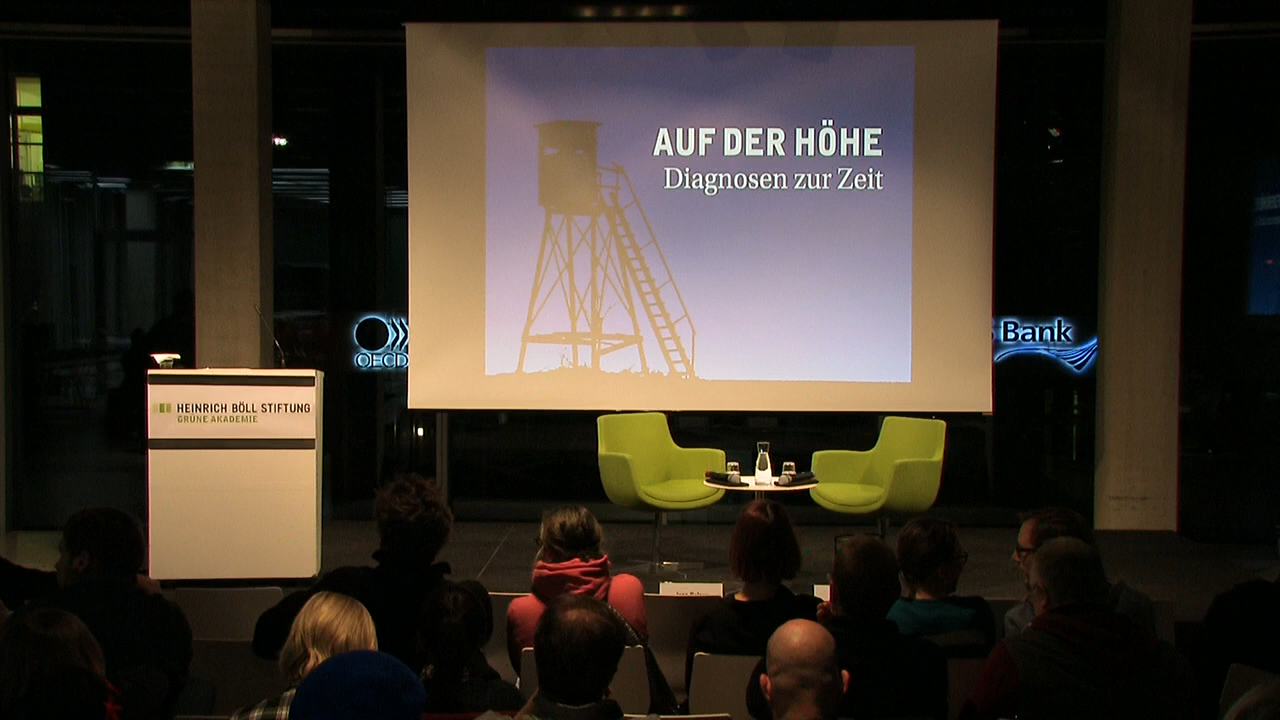 AUF DER HÖHE
Diagnosen zur Zeit
OECD
Bank
HEINRICH BÖLL STIFTUNG
GRÜNE AKADEMIE